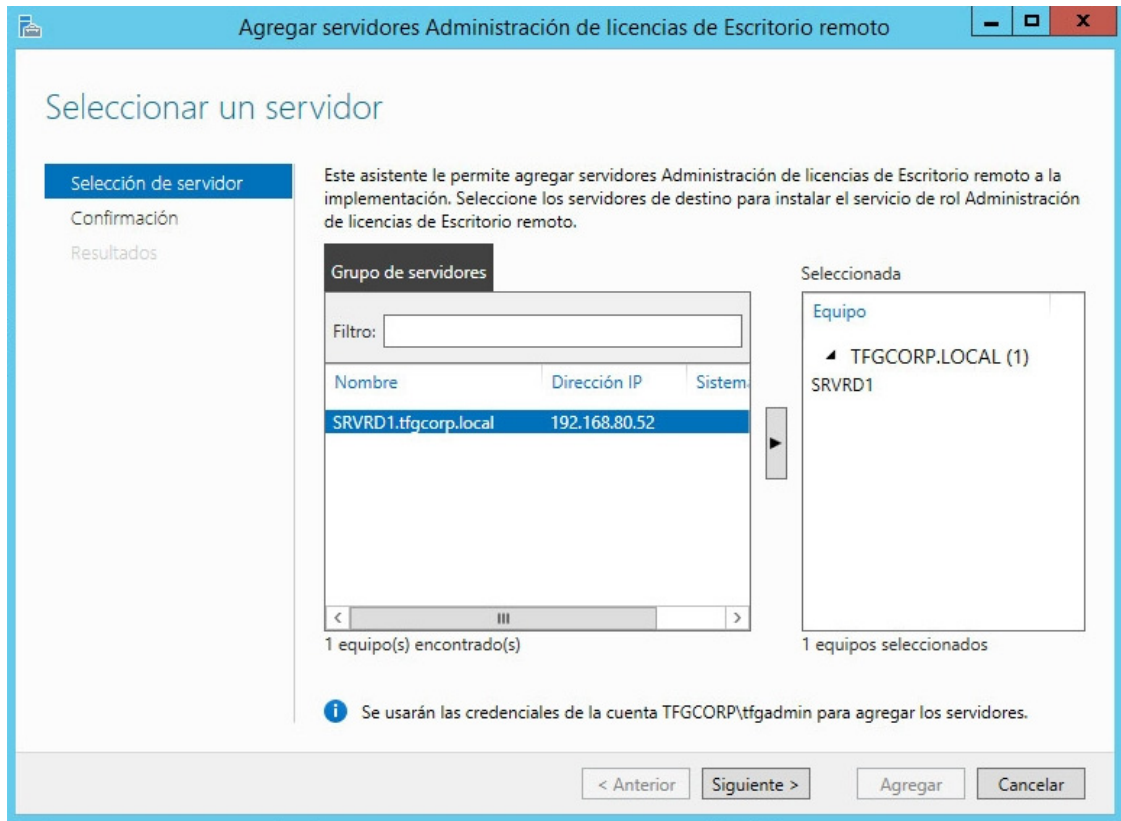 Agregar servidores Administración de licencias de Escritorio remoto
Seleccionar un servidor
Selección de servidor
Confirmación
Resultados
Este asistente le permite agregar servidores Administración de licencias de Escritorio remoto a la
implementación. Seleccione los servidores de destino para instalar el servicio de rol Administración
de licencias de Escritorio remoto.
Grupo de servidores
Filtro:
Nombre Dirección IP Sistem
SRVRD1.tfgcorp.local 192.168.80.52
1 equipo(s) encontrado(s)
Seleccionada
Equipo
TFGCORP.LOCAL (1)
SRVRD1
1 equipos seleccionados
Se usarán las credenciales de la cuenta TFGCORP\tfgadmin para agregar los servidores.
< Anterior Siguiente > Agregar Cancelar